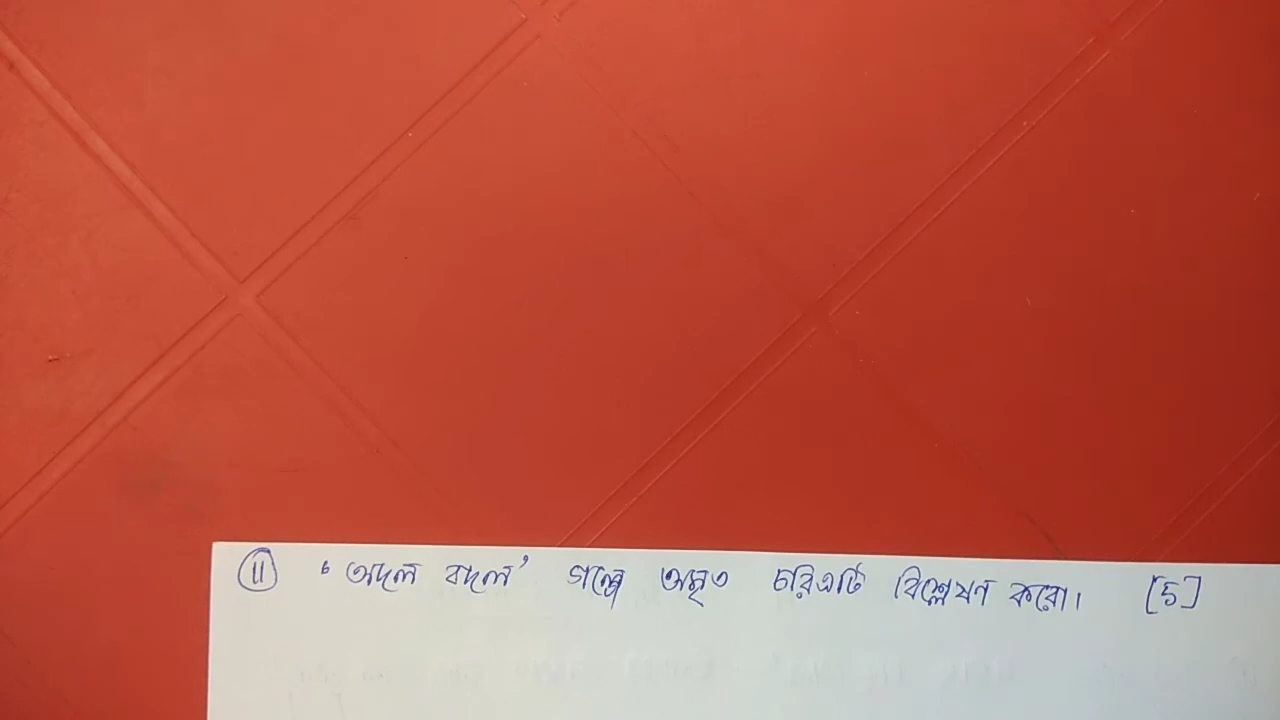 (11) ‘অদল বদল’ গল্পে অমৃত চরিত্রটি বিশ্লেষণ করো। [5]